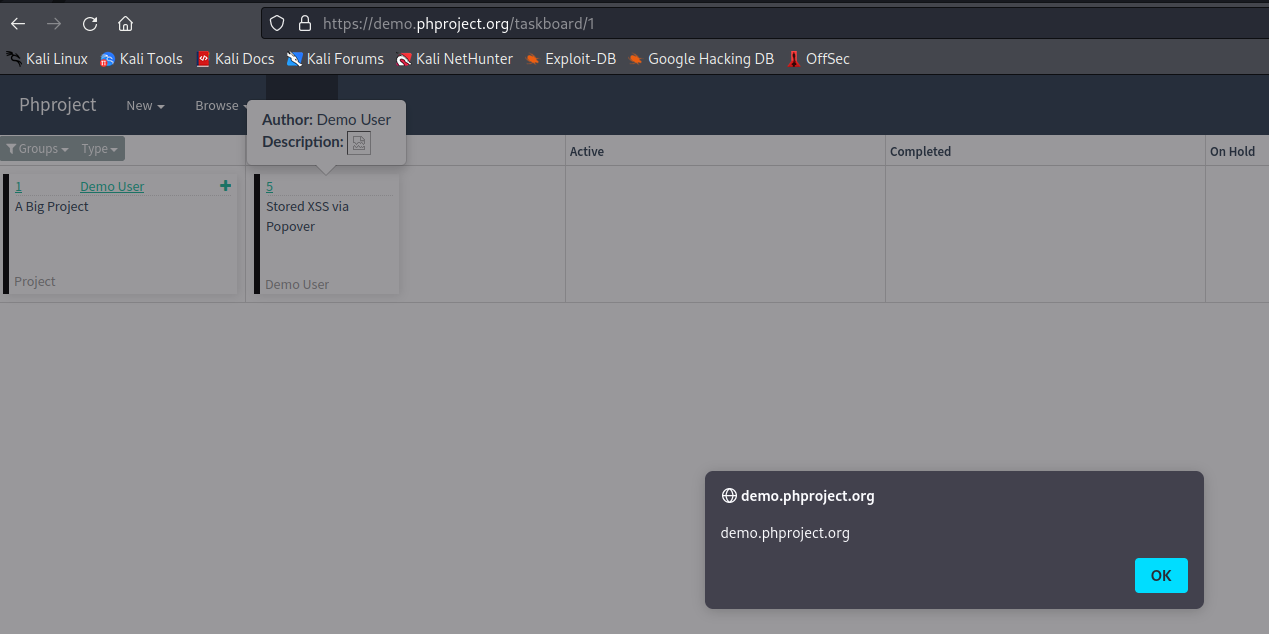 https://demo.phproject.org/taskboard/1
Kali Linux Kali Tools Kali Docs Kali Forums Kali NetHunter Exploit-DB Google Hacking DB OffSec
Phproject New Browse
Author: Demo User
Description:
Groups Type Active Completed On Hold
1 Demo User + 5
A Big Project Stored XSS via
Popover
Project Demo User
demo.phproject.org
demo.phproject.org
OK